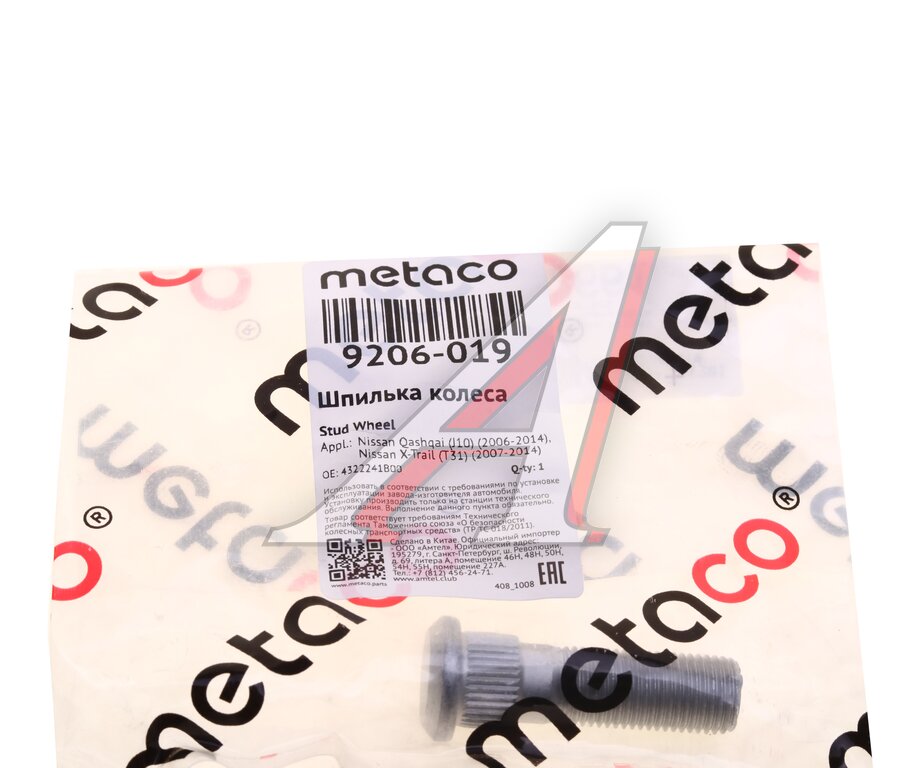 metaco
9206-019
Шпилька колеса
Stud Wheel
Appl.: Nissan Qashqai (J10) (2006-2014),
Nissan X-Trail (T31) (2007-2014)
OE: 4322241B00
Q-ty: 1
Использовать в соответствии с требованиями по установке
и эксплуатации завода-изготовителя автомобиля.
Установку производить только на станции технического
обслуживания. Выполнение данного пункта обязательно.
Товар соответствует требованиям Технического
регламента Таможенного союза «О безопасности
колесных транспортных средств» (ТР ТС 018/2011).
Сделано в Китае. Официальный импортер
- ООО «Амтел». Юридический адрес:
195279, г. Санкт-Петербург, ш. Революции,
д. 69, литера А, помещение 46Н, 48Н, 50Н,
54Н, 55Н, помещение 227А.
Тел.: +7 (812) 456-24-71.
www.metaco.parts
www.amtel.club
408_1008
EAC
metaco
metaco®
metaco®
metaco